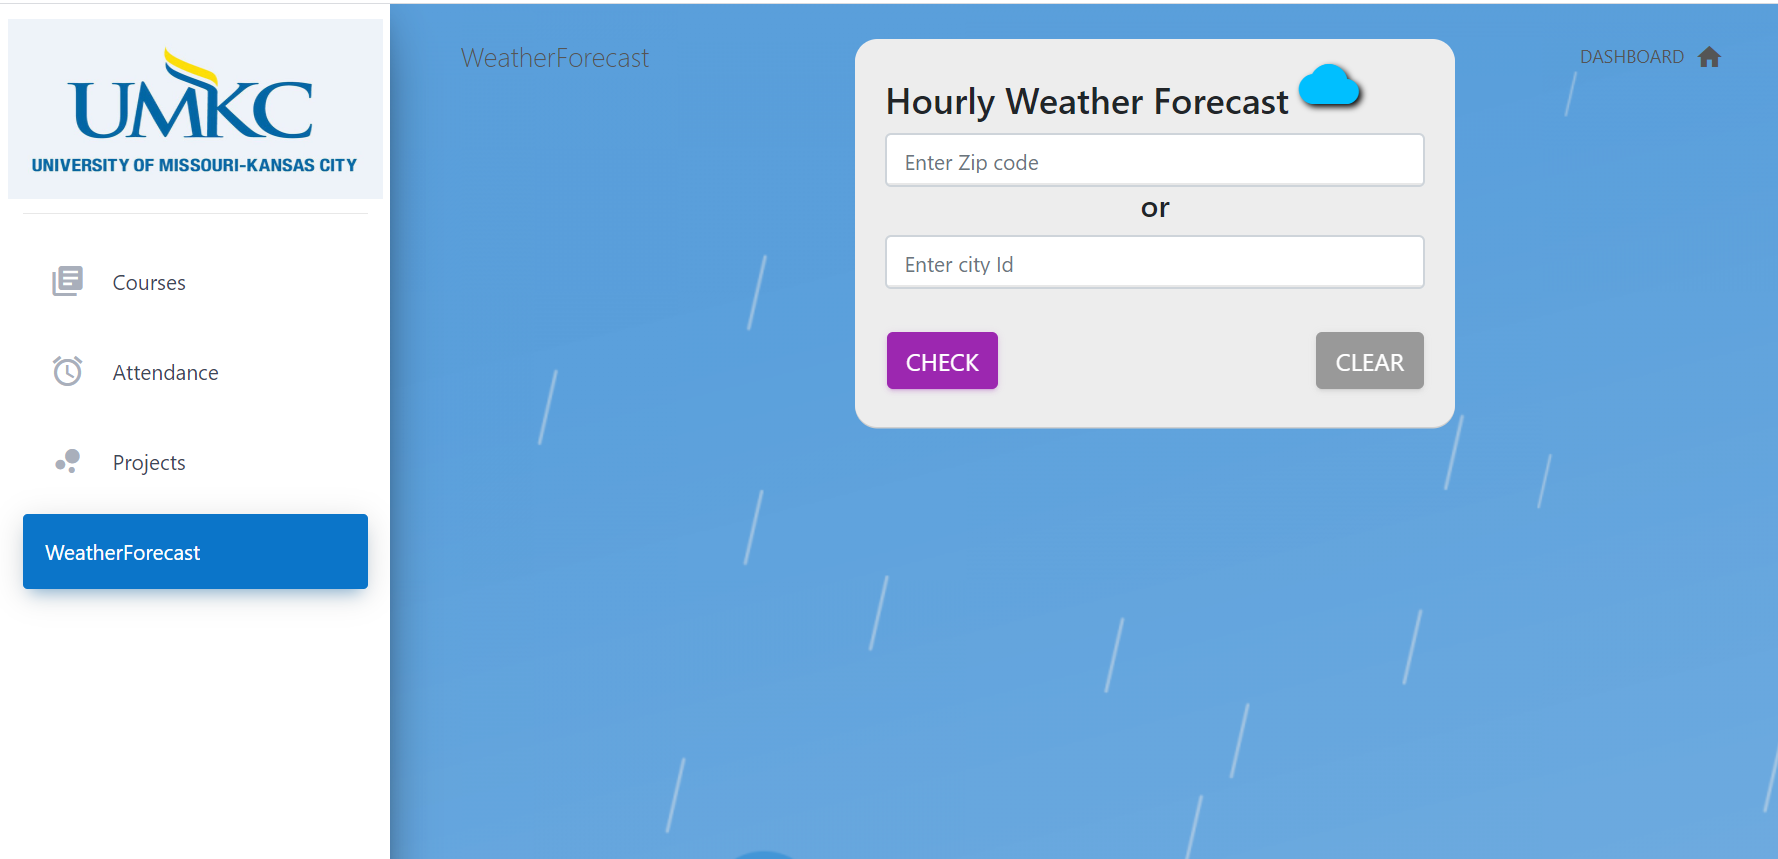 UMKC
UNIVERSITY OF MISSOURI-KANSAS CITY
Courses
Attendance
Projects
WeatherForecast
WeatherForecast
DASHBOARD
Hourly Weather Forecast
Enter Zip code
or
Enter city Id
CHECK
CLEAR